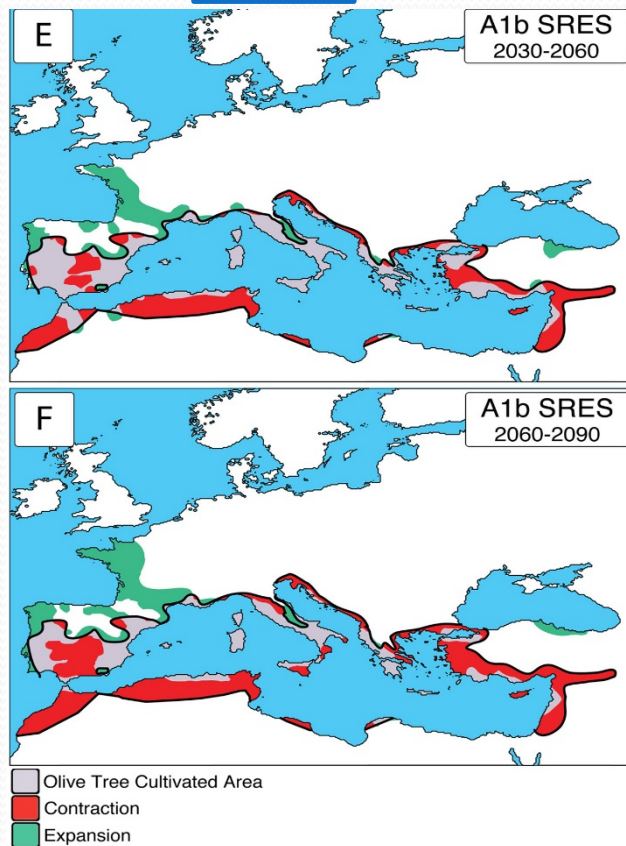 E
A1b SRES
2030-2060
F
A1b SRES
2060-2090
Olive Tree Cultivated Area
Contraction
Expansion